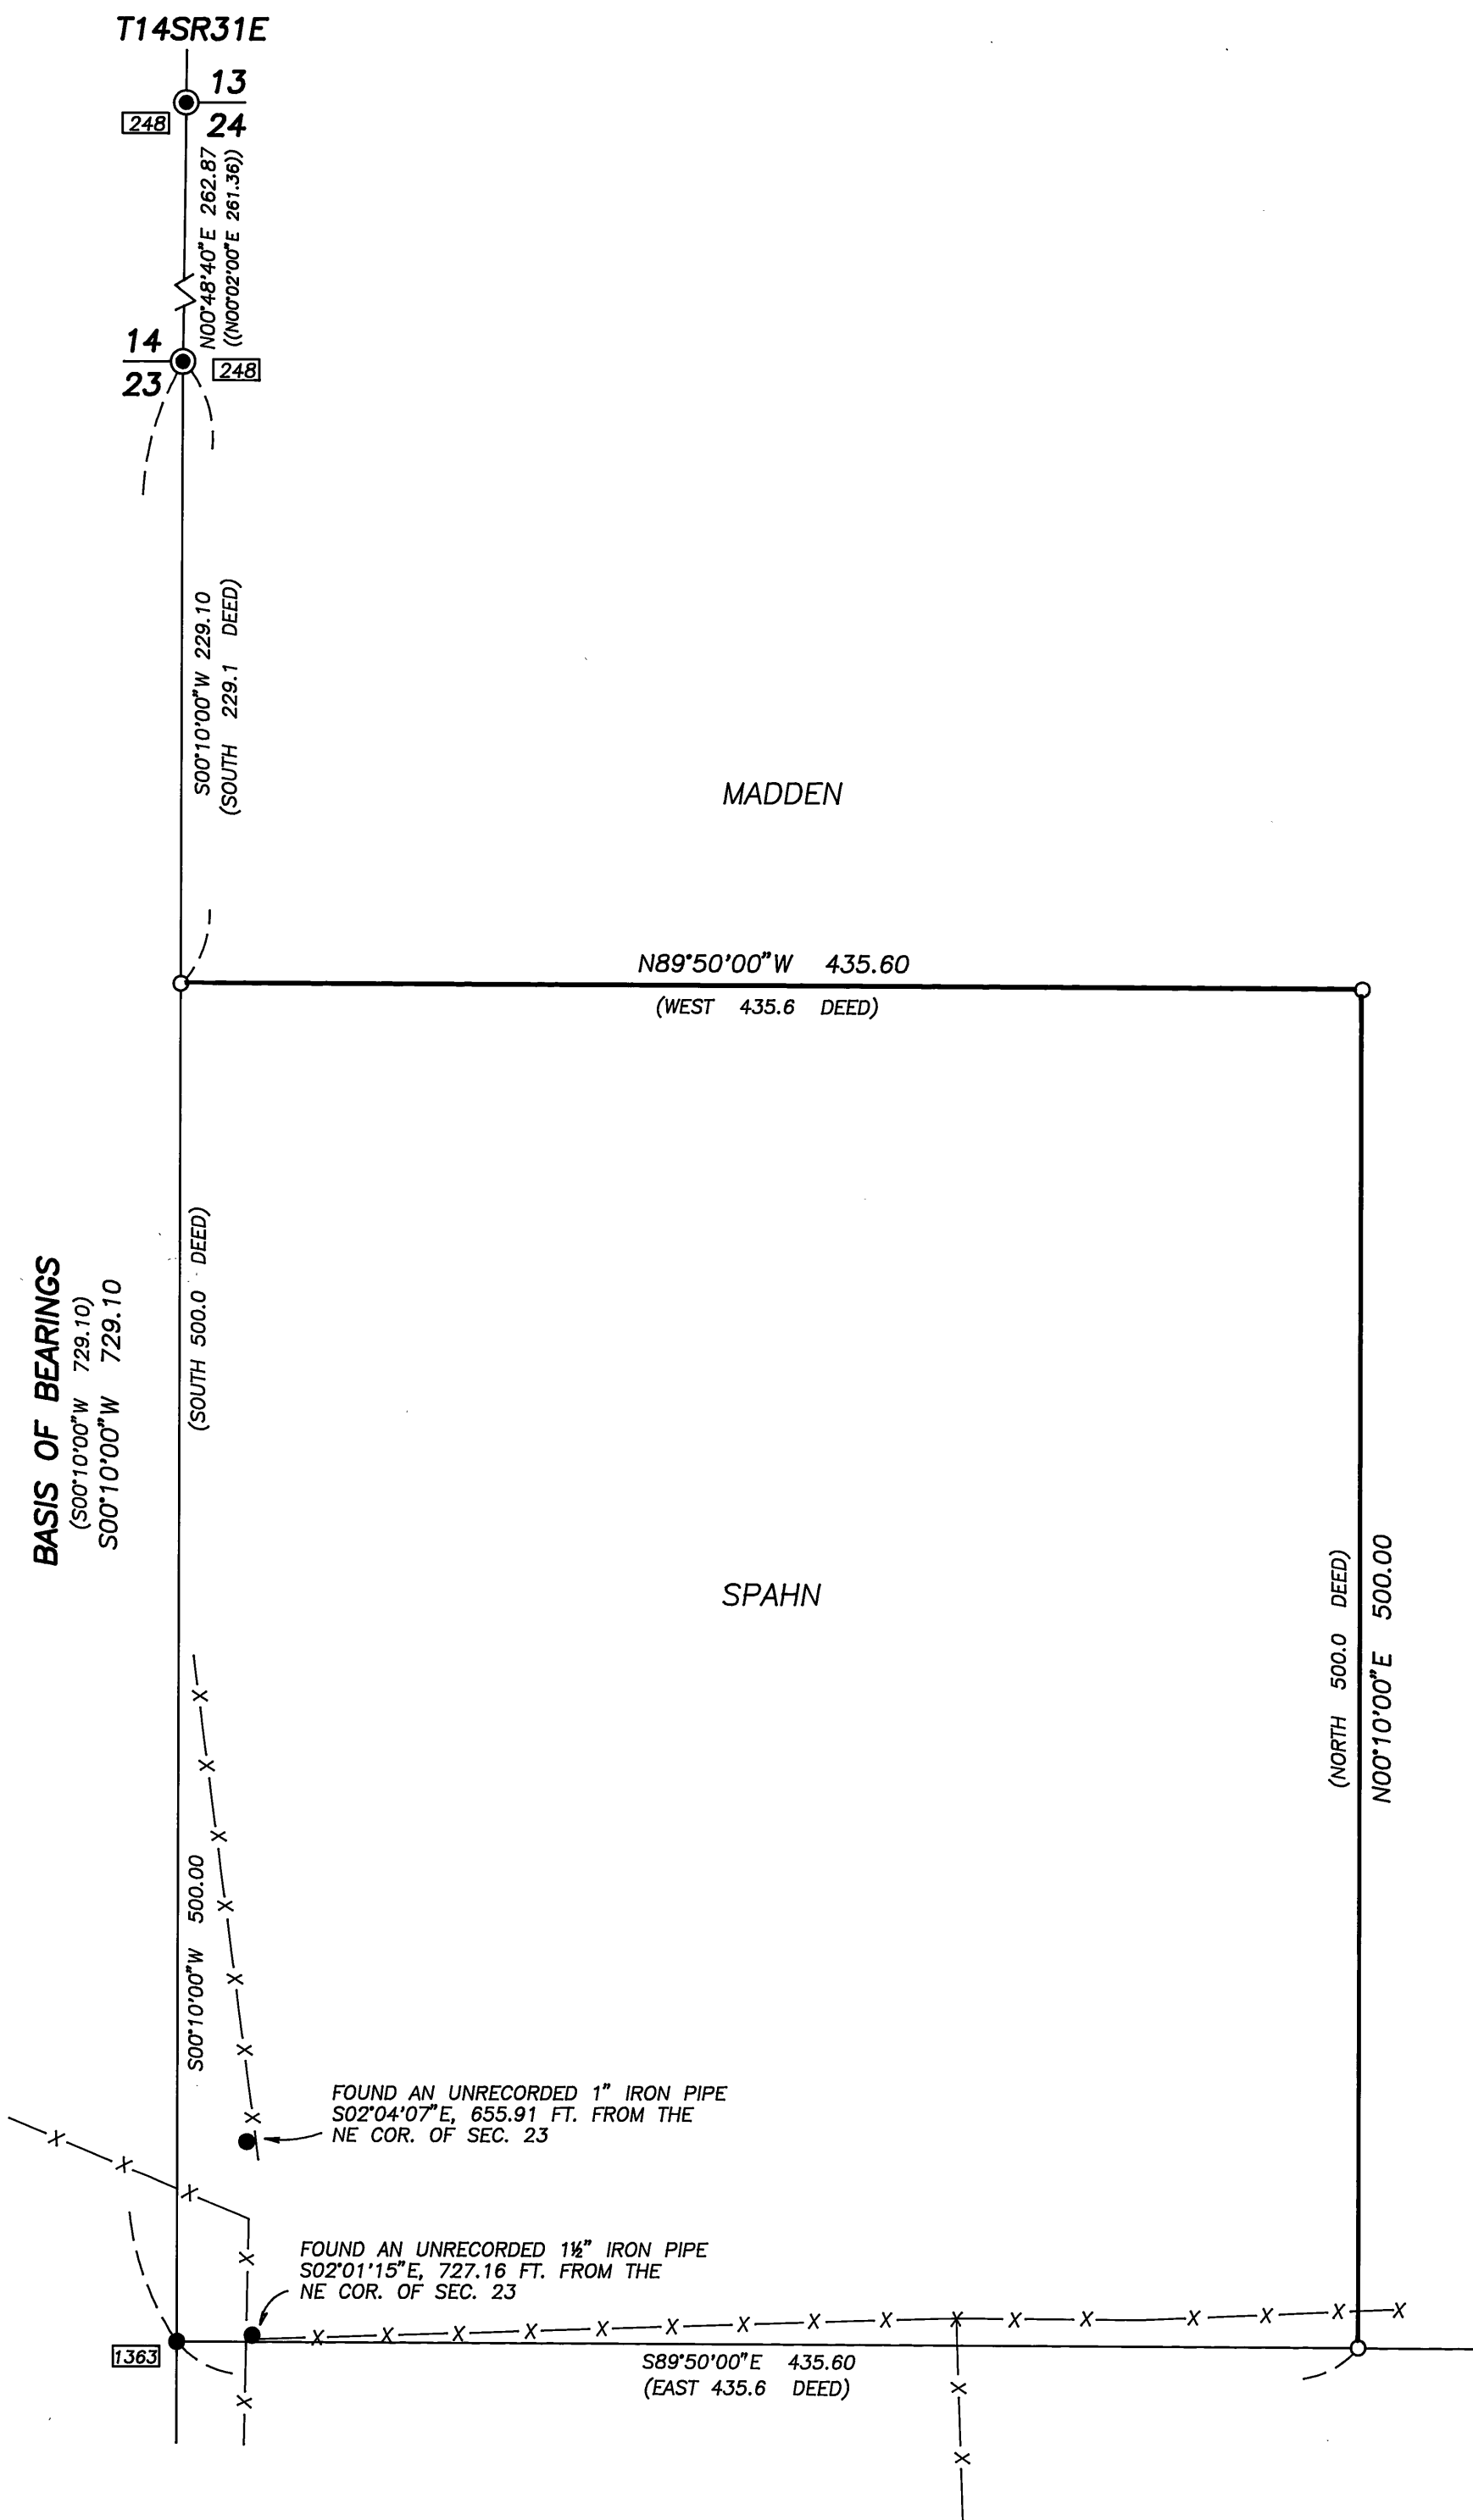 T14SR31E
13
248
24
N00°48'40"E 262.87
((N00°02'00"E 261.36))
14
248
23
S00°10'00"W 229.10
(SOUTH 229.1 DEED)
MADDEN
N89°50'00"W 435.60
(WEST 435.6 DEED)
(SOUTH 500.0 DEED)
BASIS OF BEARINGS
(S00°10'00"W 729.10)
S00°10'00"W 729.10
SPAHN
(NORTH 500.0 DEED)
N00°10'00"E 500.00
S00°10'00"W 500.00
FOUND AN UNRECORDED 1" IRON PIPE
S02°04'07"E, 655.91 FT. FROM THE
NE COR. OF SEC. 23
FOUND AN UNRECORDED 1½" IRON PIPE
S02°01'15"E, 727.16 FT. FROM THE
NE COR. OF SEC. 23
1363
S89°50'00"E 435.60
(EAST 435.6 DEED)